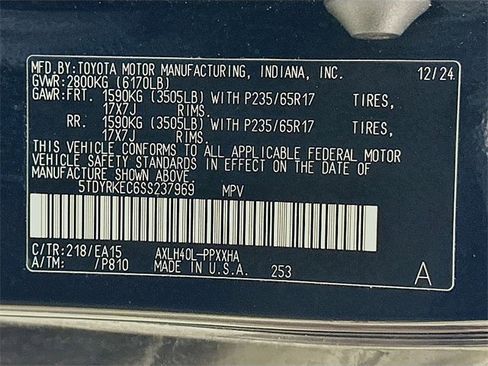 MFD.BY:TOYOTA MOTOR MANUFACTURING, INDIANA, INC. 12/24
GVWR:2800KG (6170LB)
GAWR:FRT. 1590KG (3505LB) WITH P235/65R17 TIRES,
17X7J RIMS.
RR. 1590KG (3505LB) WITH P235/65R17 TIRES,
17X7J RIMS.
THIS VEHICLE CONFORMS TO ALL APPLICABLE FEDERAL MOTOR
VEHICLE SAFETY STANDARDS IN EFFECT ON THE DATE OF
MANUFACTURE SHOWN ABOVE.
5TDYRKEC6SS237969 MPV
C/TR:218/EA15 AXLH40L-PPXXHA
A/TM: /P810 MADE IN U.S.A. 253 A